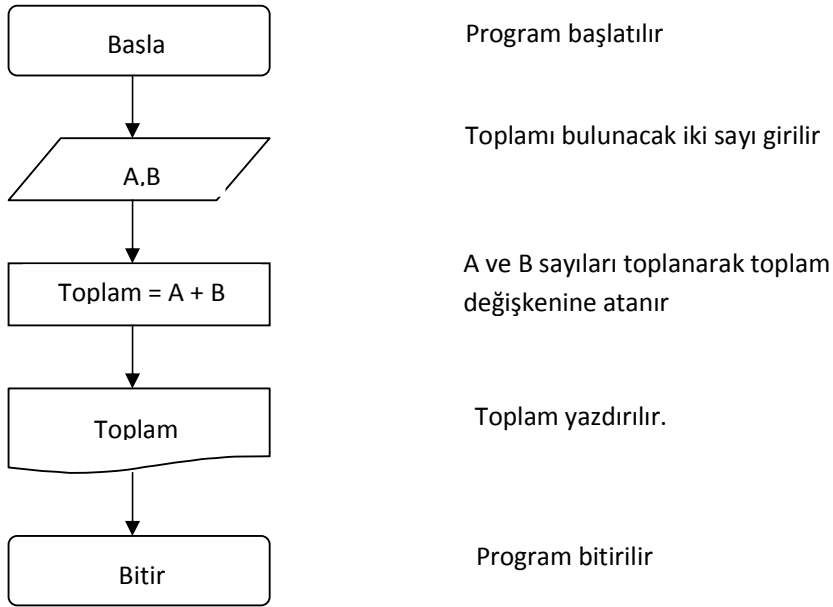 Başla
Program başlatılır
Toplamı bulunacak iki sayı girilir
A,B
Toplam = A + B
A ve B sayıları toplanarak toplam
değişkenine atanır
Toplam
Toplam yazdırılır.
Bitir
Program bitirilir